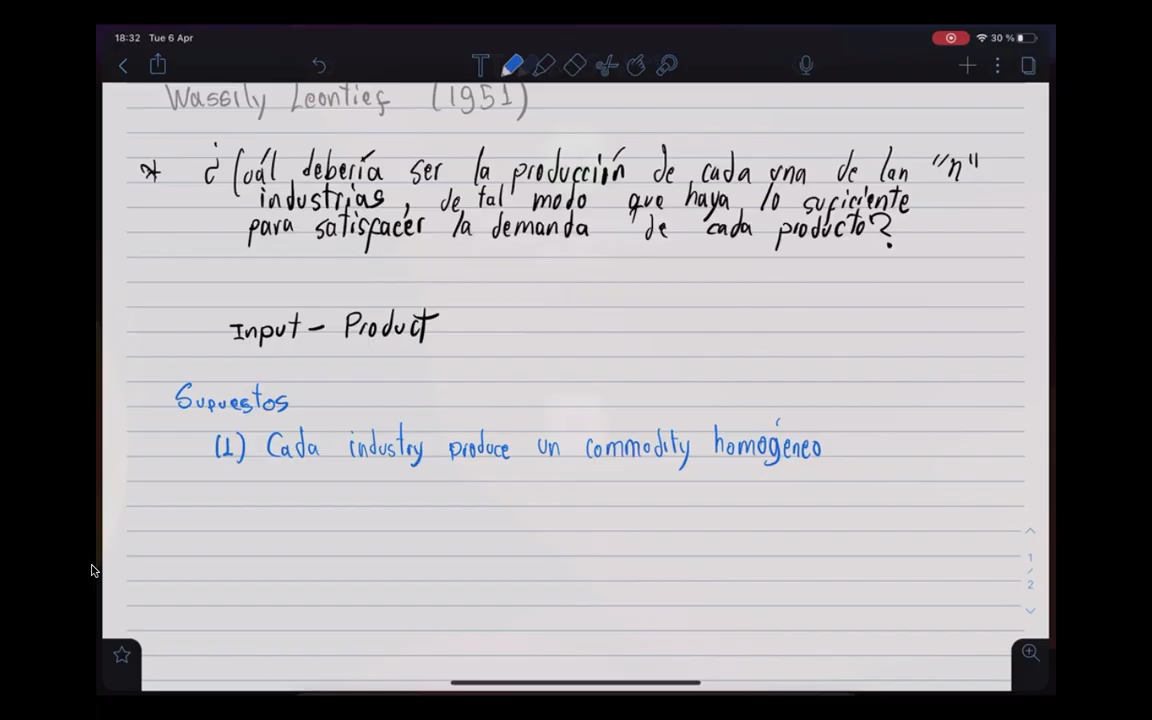 18:32 Tue 6 Apr
30 %
Wassily Leontief (1951)
* ¿Cuál debería ser la producción de cada una de lan "n"
industrias, de tal modo que haya lo suficiente
para satisfacer la demanda de cada producto?
Input - Product
Supuestos
(1) Cada industry produce un commodity homogéneo
1
/
2